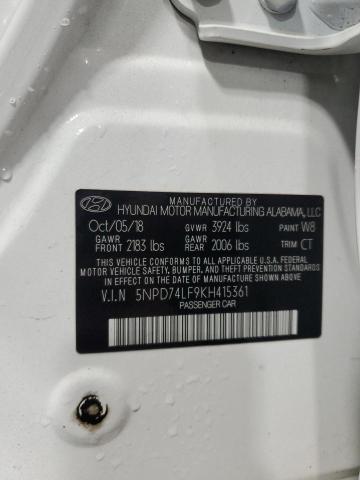 MANUFACTURED BY
HYUNDAI MOTOR MANUFACTURING ALABAMA, LLC
Oct/05/18 GVWR 3924 lbs PAINT W8
GAWR FRONT 2183 lbs GAWR REAR 2006 lbs TRIM CT
THIS VEHICLE CONFORMS TO ALL APPLICABLE U.S.A FEDERAL
MOTOR VEHICLE SAFETY, BUMPER, AND THEFT PREVENTION STANDARDS
IN EFFECT ON THE DATE OF MANUFACTURE SHOWN ABOVE.
V.I.N 5NPD74LF9KH415361
PASSENGER CAR